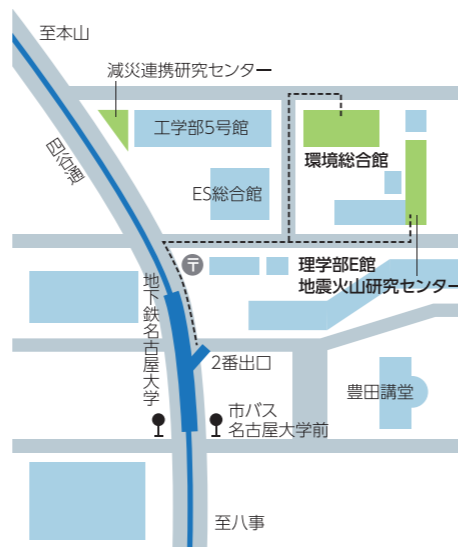 至本山
減災連携研究センター
工学部5号館
四谷通
環境総合館
ES総合館
〒
理学部E館
地震火山研究センター
地下鉄名古屋大学
2番出口
豊田講堂
市バス
名古屋大学前
至八事